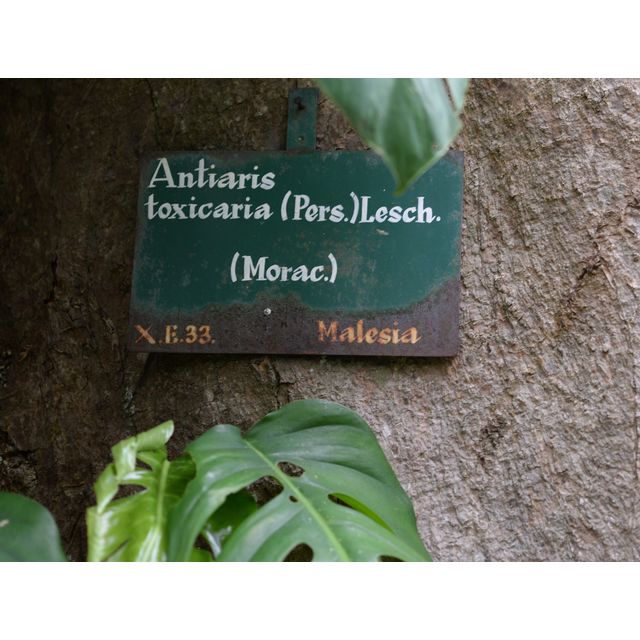 Antiaris
toxicaria (Pers.) Lesch.
(Morac.)
X.E.33. Malesia